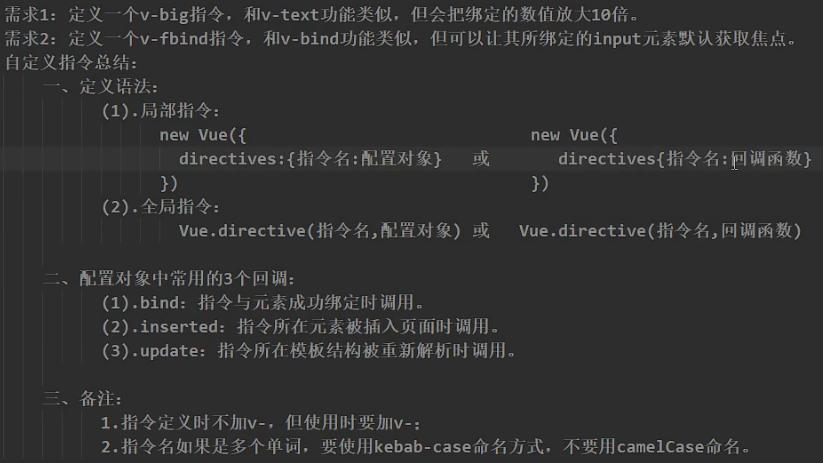 需求1：定义一个v-big指令，和v-text功能类似，但会把绑定的数值放大10倍。
需求2：定义一个v-fbind指令，和v-bind功能类似，但可以让其所绑定的input元素默认获取焦点。
自定义指令总结：
一、定义语法：
(1).局部指令：
new Vue({ new Vue({
directives:{指令名:配置对象} 或 directives{指令名:回调函数}
}) })
(2).全局指令：
Vue.directive(指令名,配置对象) 或 Vue.directive(指令名,回调函数)
二、配置对象中常用的3个回调：
(1).bind：指令与元素成功绑定时调用。
(2).inserted：指令所在元素被插入页面时调用。
(3).update：指令所在模板结构被重新解析时调用。
三、备注：
1.指令定义时不加v-，但使用时要加v-；
2.指令名如果是多个单词，要使用kebab-case命名方式，不要用camelCase命名。